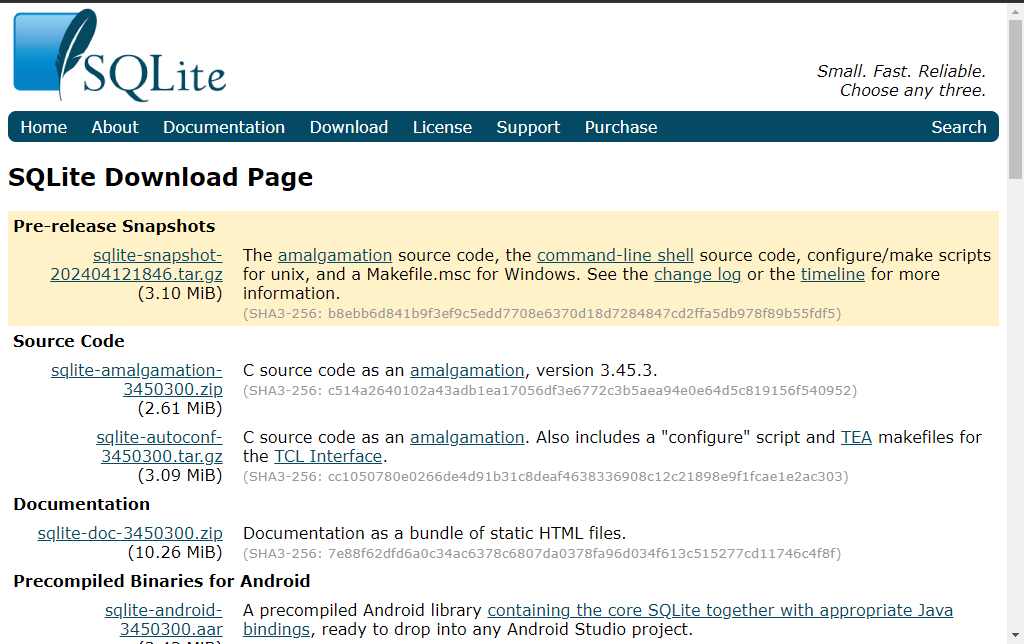 SQLite
Small. Fast. Reliable.
Choose any three.
Home About Documentation Download License Support Purchase Search
SQLite Download Page
Pre-release Snapshots
sqlite-snapshot-
202404121846.tar.gz
(3.10 MiB)
The amalgamation source code, the command-line shell source code, configure/make scripts
for unix, and a Makefile.msc for Windows. See the change log or the timeline for more
information.
(SHA3-256: b8ebb6d841b9f3ef9c5edd7708e6370d18d7284847cd2ffa5db978f89b55fdf5)
Source Code
sqlite-amalgamation-
3450300.zip
(2.61 MiB)
C source code as an amalgamation, version 3.45.3.
(SHA3-256: c514a2640102a43adb1ea17056df3e6772c3b5aea94e0e64d5c819156f540952)
sqlite-autoconf-
3450300.tar.gz
(3.09 MiB)
C source code as an amalgamation. Also includes a "configure" script and TEA makefiles for
the TCL Interface.
(SHA3-256: cc1050780e0266de4d91b31c8deaf4638336908c12c21898e9f1fcae1e2ac303)
Documentation
sqlite-doc-3450300.zip
(10.26 MiB)
Documentation as a bundle of static HTML files.
(SHA3-256: 7e88f62dfd6a0c34ac6378c6807da0378fa96d034f613c515277cd11746c4f8f)
Precompiled Binaries for Android
sqlite-android-
3450300.aar
A precompiled Android library containing the core SQLite together with appropriate Java
bindings, ready to drop into any Android Studio project.